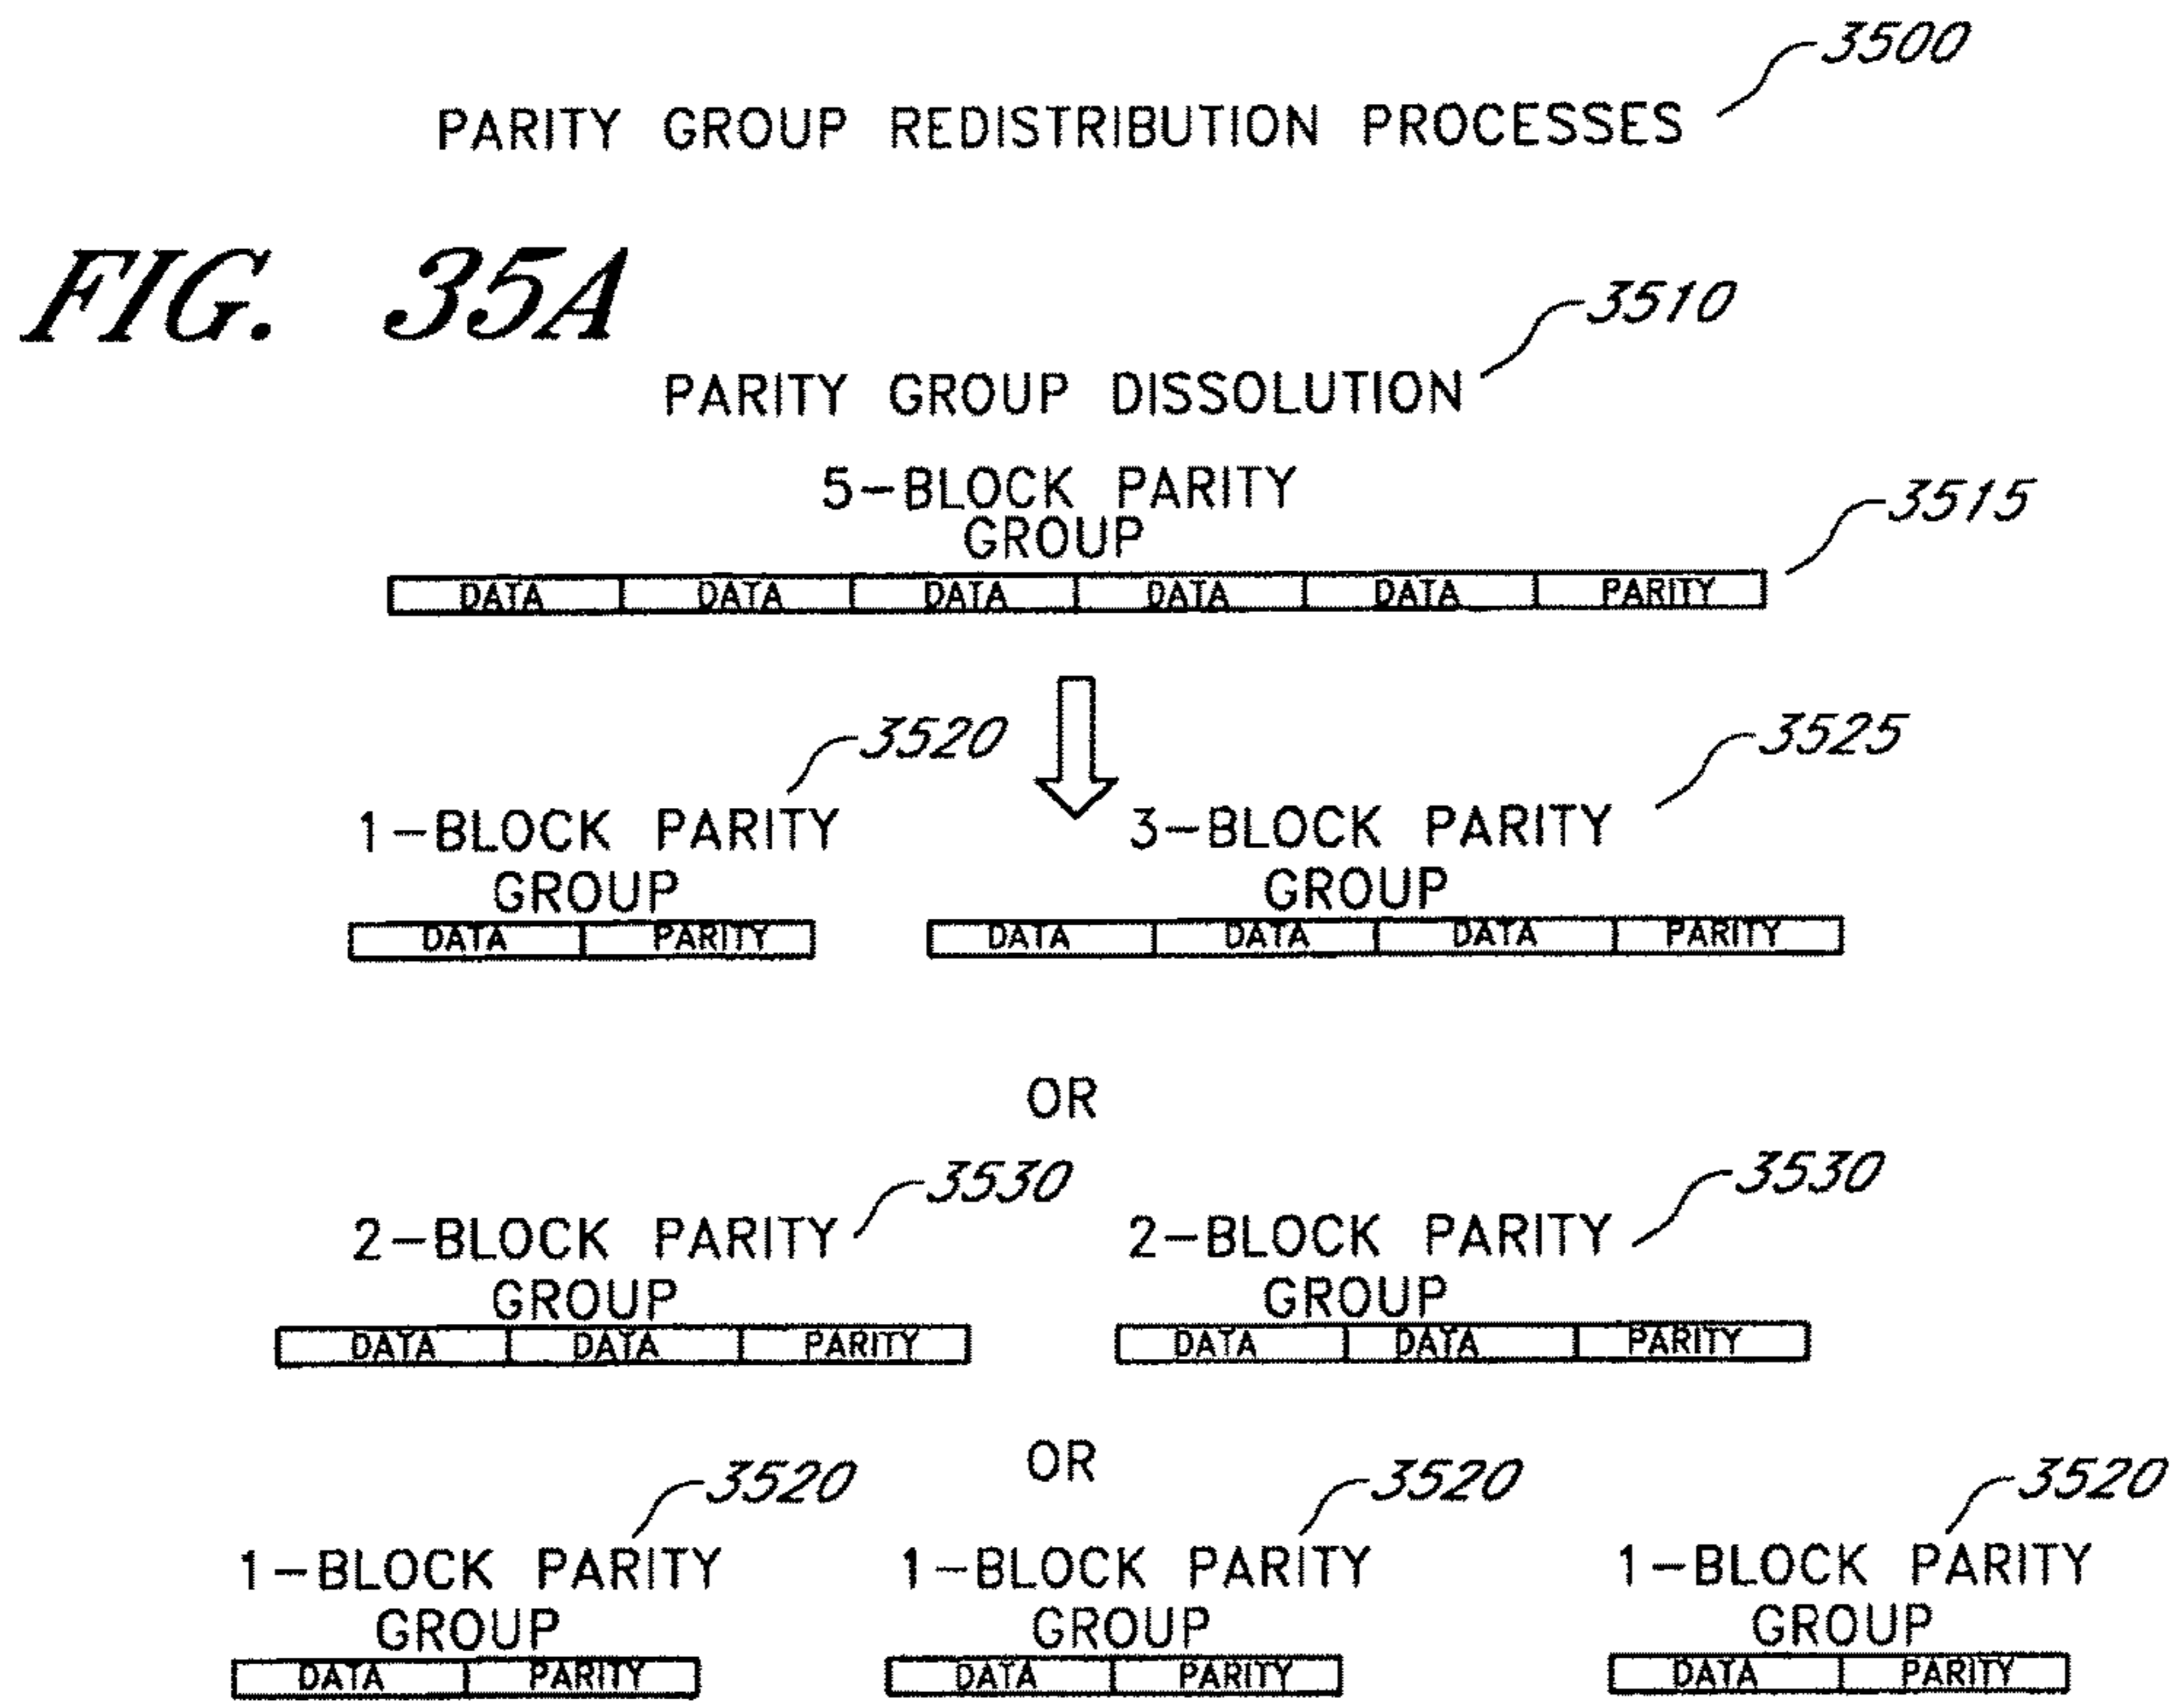 3500
PARITY GROUP REDISTRIBUTION PROCESSES
FIG. 35A
3510
PARITY GROUP DISSOLUTION
5-BLOCK PARITY
GROUP
3515
DATA DATA DATA DATA DATA PARITY
3520 3525
1-BLOCK PARITY 3-BLOCK PARITY
GROUP GROUP
DATA PARITY DATA DATA DATA PARITY
OR
3530 3530
2-BLOCK PARITY 2-BLOCK PARITY
GROUP GROUP
DATA DATA PARITY DATA DATA PARITY
OR
3520 3520 3520
1-BLOCK PARITY 1-BLOCK PARITY 1-BLOCK PARITY
GROUP GROUP GROUP
DATA PARITY DATA PARITY DATA PARITY